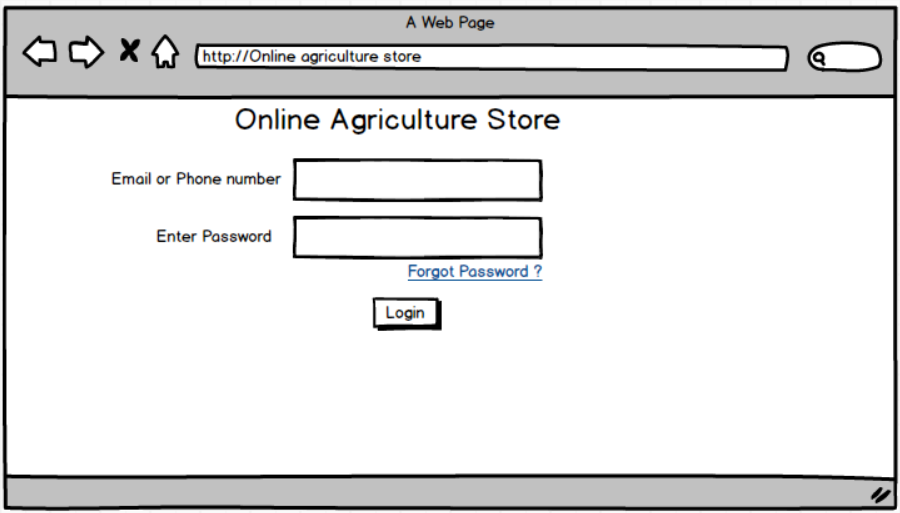 A Web Page
http://Online agriculture store
Online Agriculture Store
Email or Phone number
Enter Password
Forgot Password ?
Login